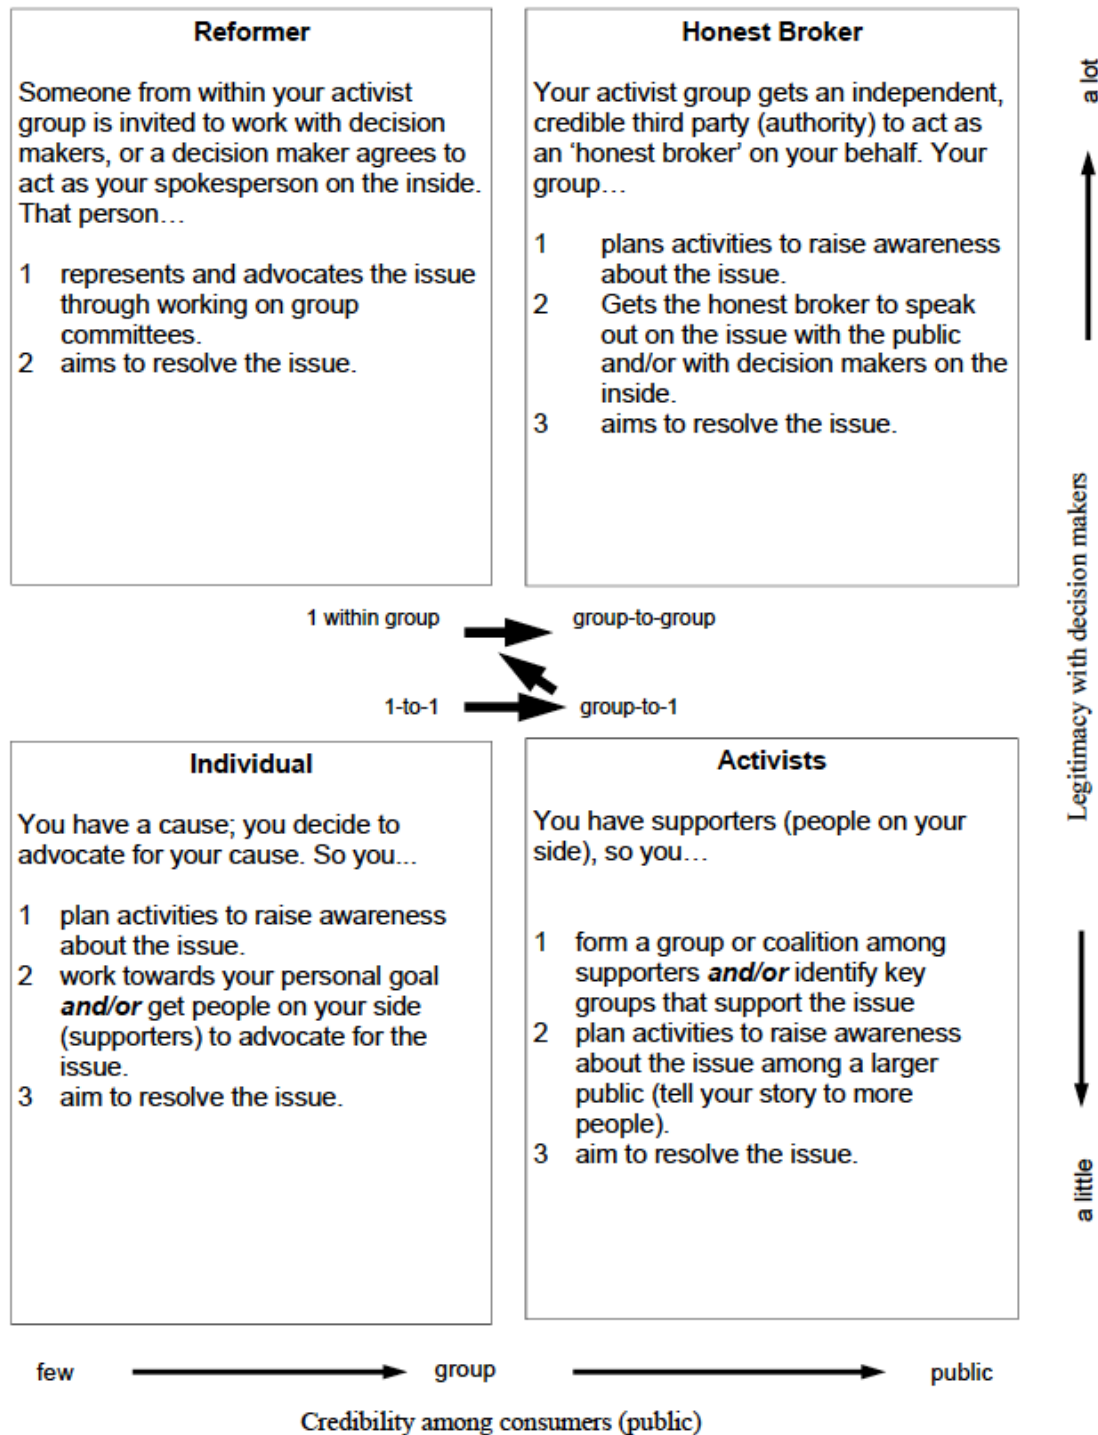 Reformer
Someone from within your activist
group is invited to work with decision
makers, or a decision maker agrees to
act as your spokesperson on the inside.
That person…
1 represents and advocates the issue
through working on group
committees.
2 aims to resolve the issue.
Honest Broker
Your activist group gets an independent,
credible third party (authority) to act as
an ‘honest broker’ on your behalf. Your
group…
1 plans activities to raise awareness
about the issue.
2 Gets the honest broker to speak
out on the issue with the public
and/or with decision makers on the
inside.
3 aims to resolve the issue.
1 within group
group-to-group
1-to-1
group-to-1
Individual
You have a cause; you decide to
advocate for your cause. So you...
1 plan activities to raise awareness
about the issue.
2 work towards your personal goal
and/or get people on your side
(supporters) to advocate for the
issue.
3 aim to resolve the issue.
Activists
You have supporters (people on your
side), so you…
1 form a group or coalition among
supporters and/or identify key
groups that support the issue
2 plan activities to raise awareness
about the issue among a larger
public (tell your story to more
people).
3 aim to resolve the issue.
a lot
Legitimacy with decision makers
a little
few
group
public
Credibility among consumers (public)